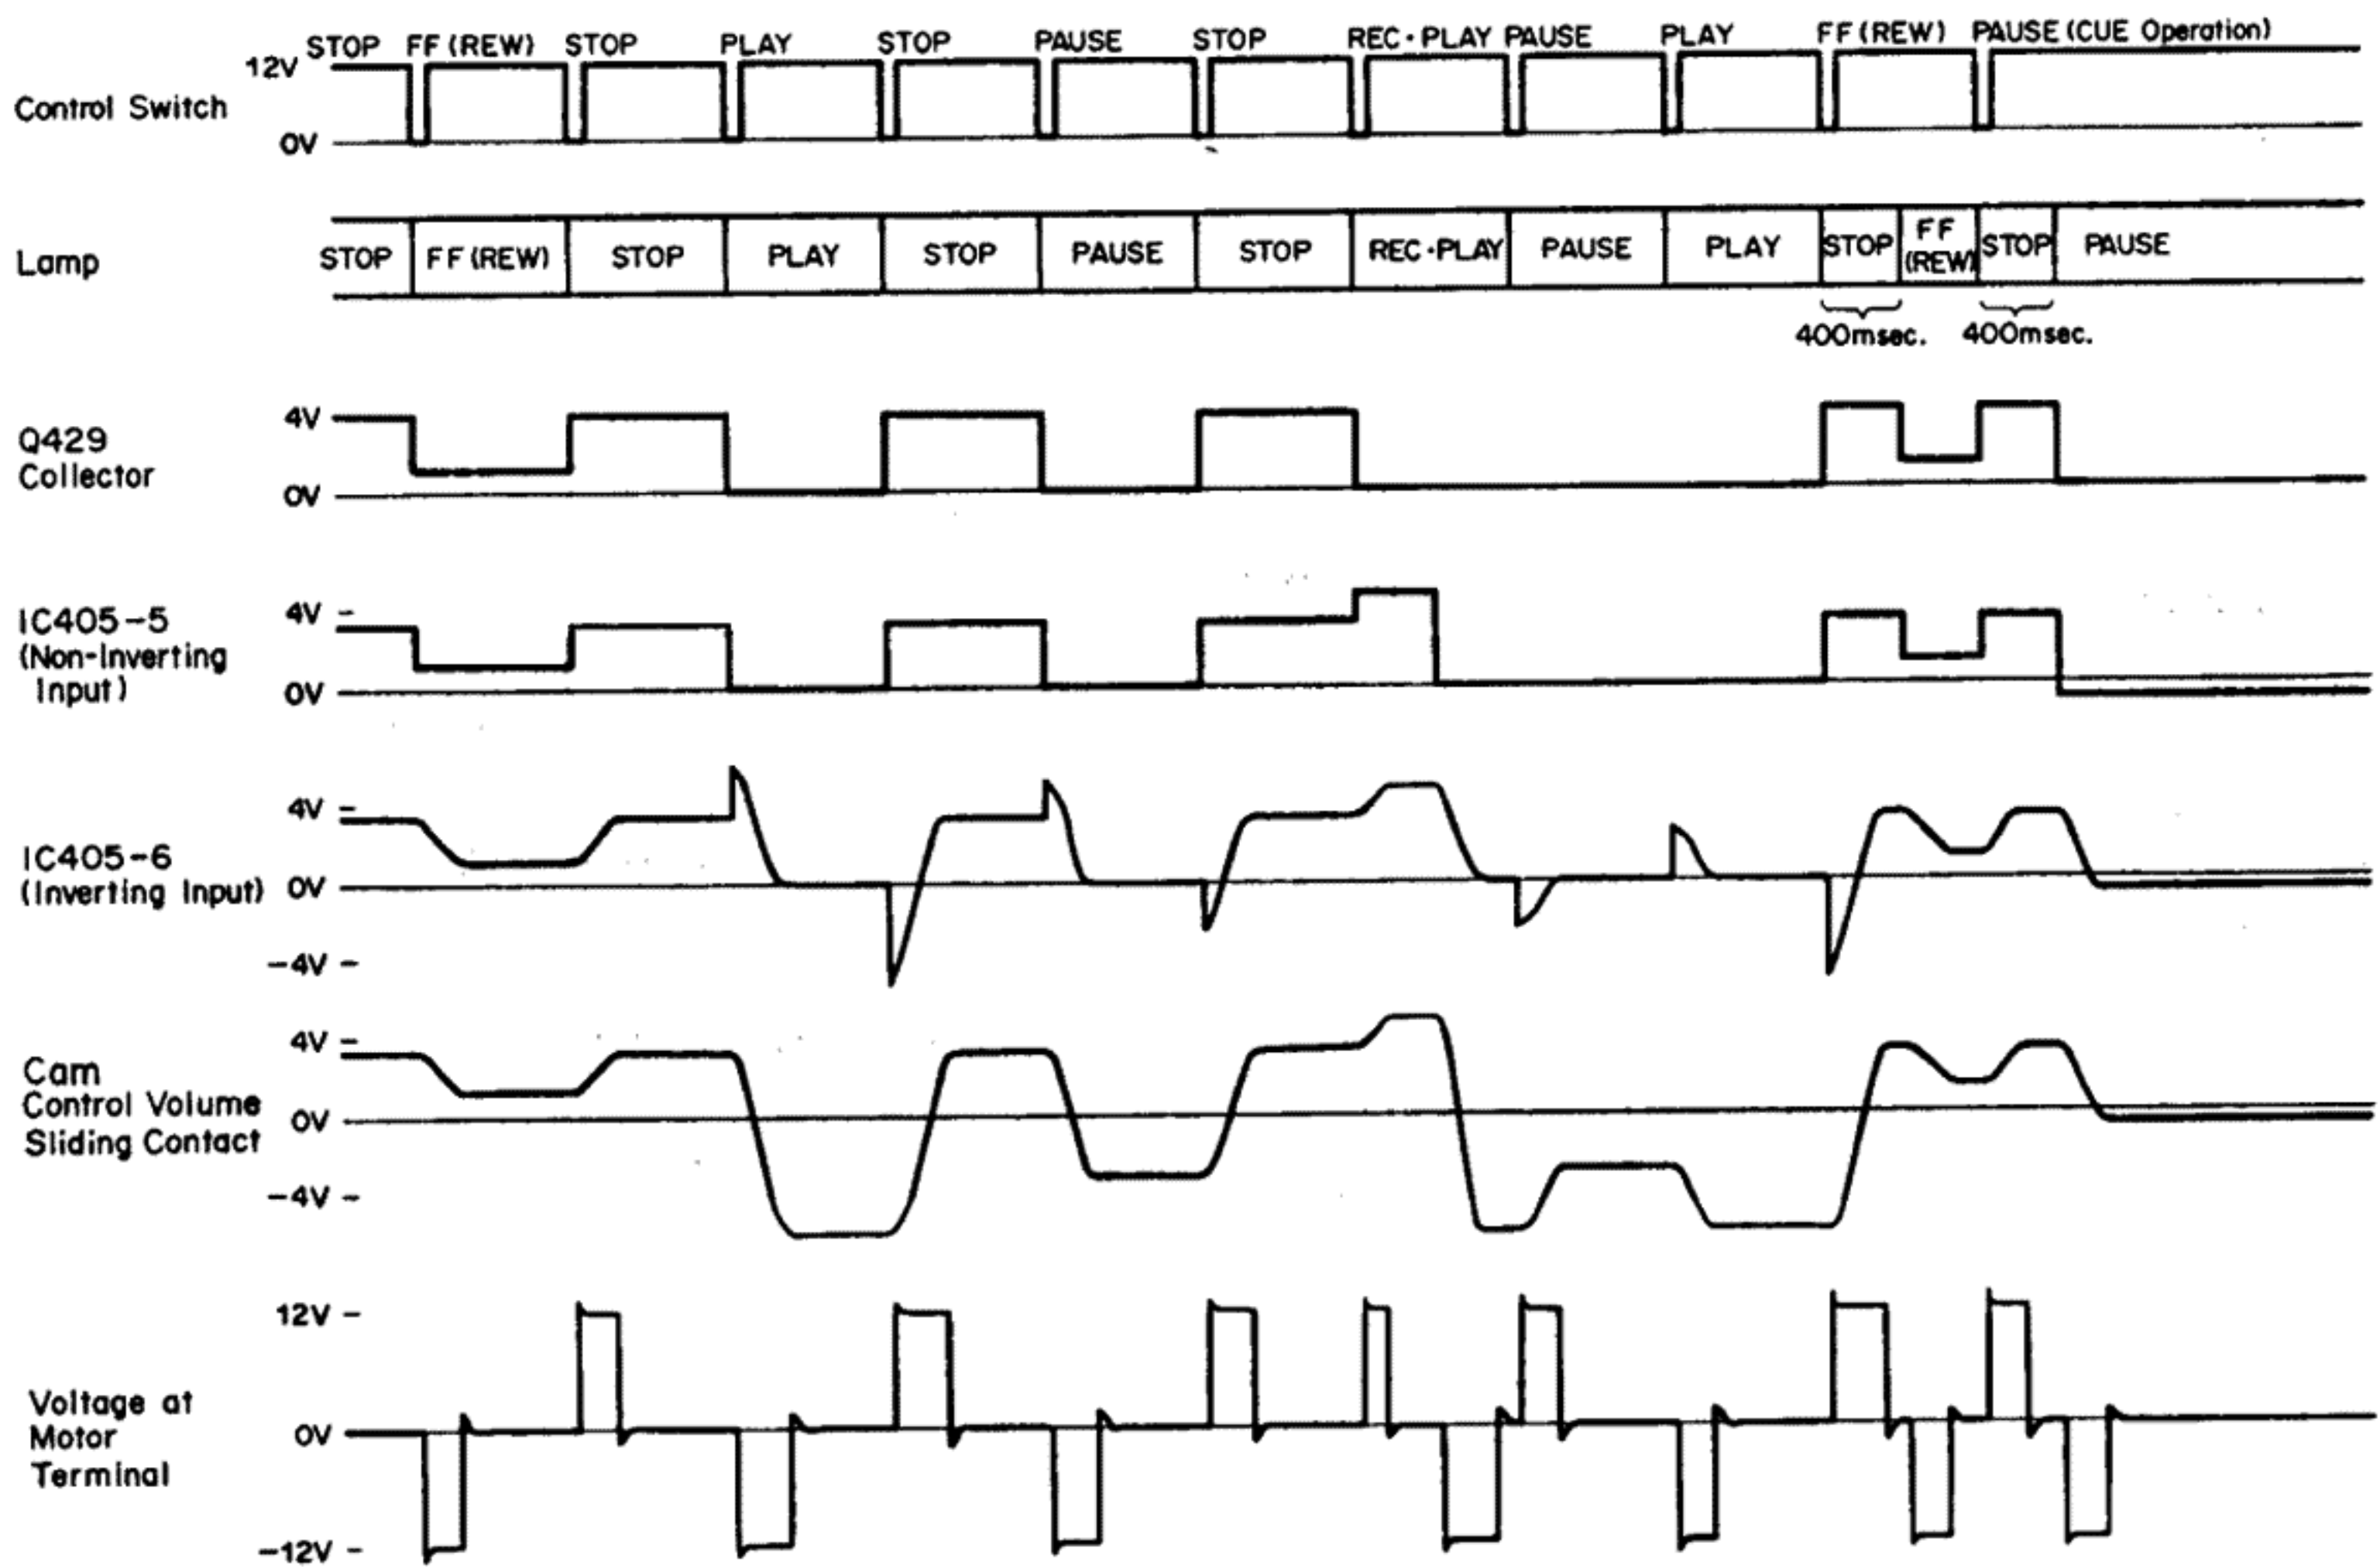 STOP FF (REW) STOP PLAY STOP PAUSE STOP REC・PLAY PAUSE PLAY FF (REW) PAUSE (CUE Operation)
12V
Control Switch
0V
Lamp
STOP FF (REW) STOP PLAY STOP PAUSE STOP REC・PLAY PAUSE PLAY STOP FF (REW) STOP PAUSE
400msec. 400msec.
4V
Q429
Collector
0V
4V
IC405-5
(Non-Inverting
Input)
0V
4V
IC405-6
(Inverting Input)
0V
-4V
4V
Cam
Control Volume
Sliding Contact
0V
-4V
12V
Voltage at
Motor
Terminal
0V
-12V